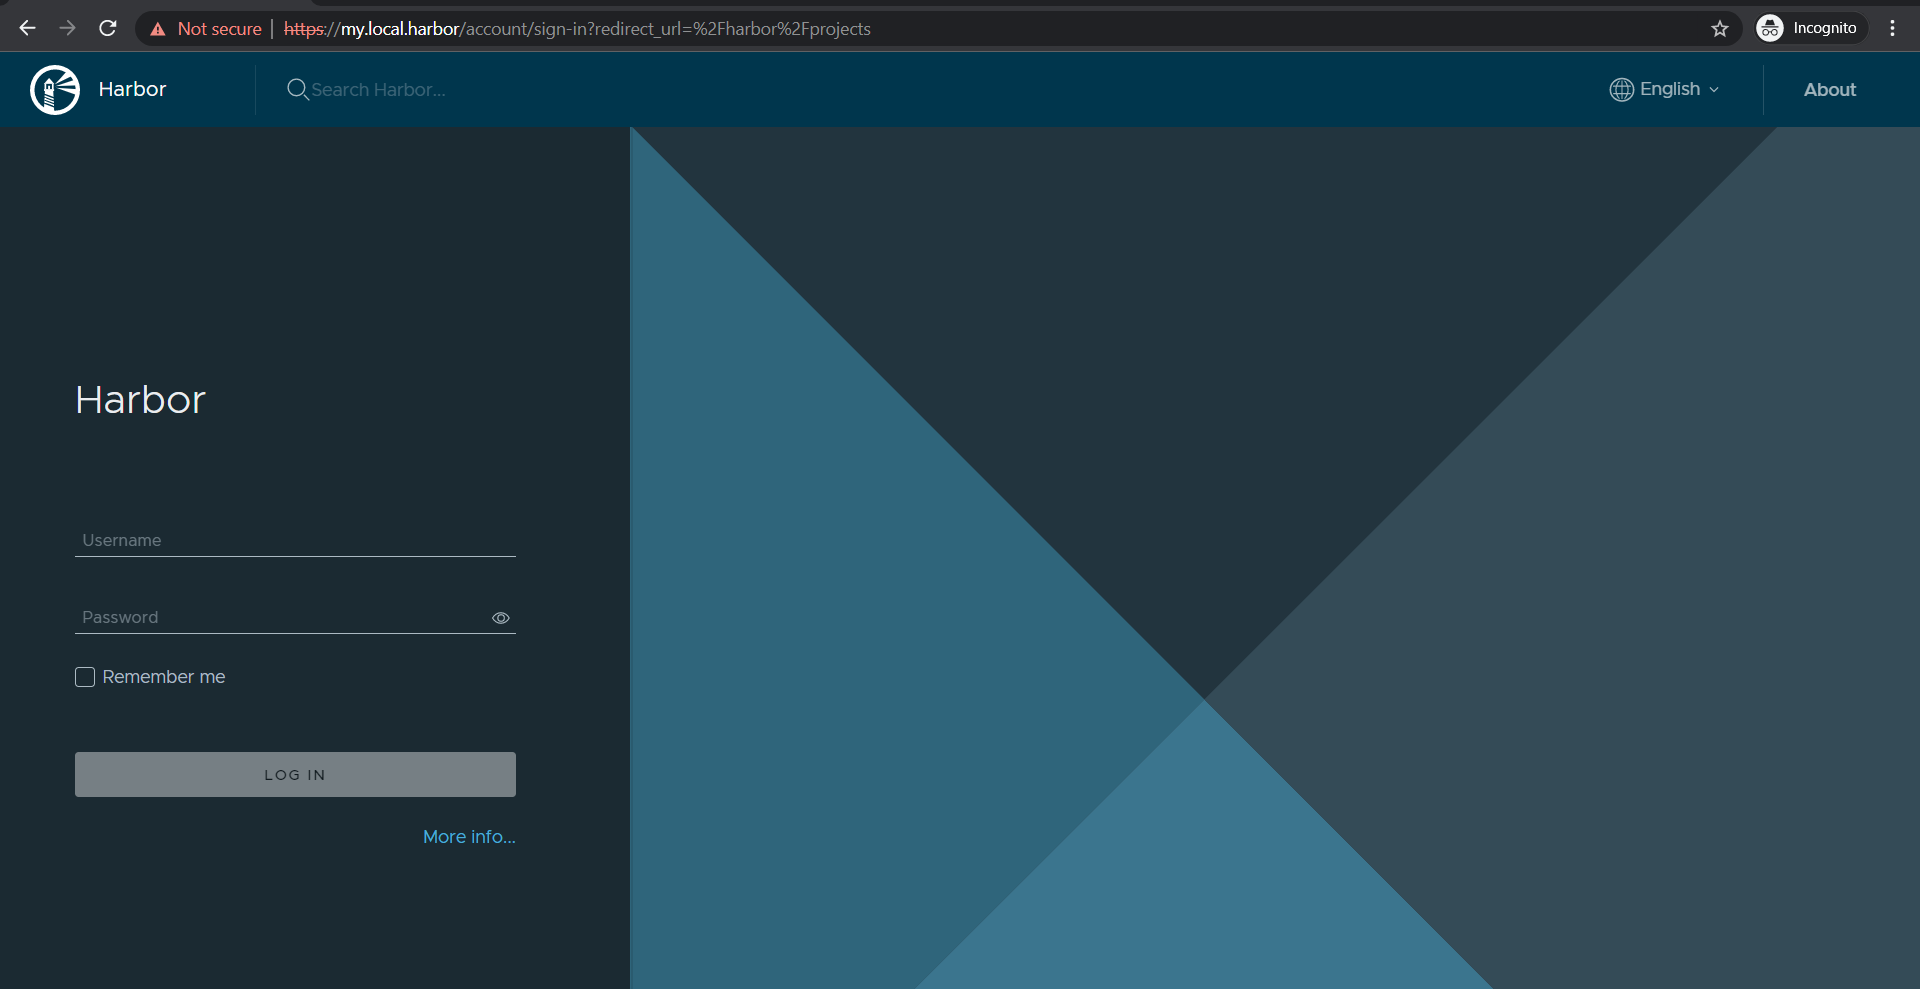 Not secure | https://my.local.harbor/account/sign-in?redirect_url=%2Fharbor%2Fprojects
Incognito
Harbor
Search Harbor...
English
About
Harbor
Username
Password
Remember me
LOG IN
More info...